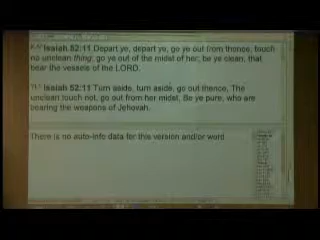 KJV Isaiah 52:11 Depart ye, depart ye, go ye out from thence, touch
no unclean thing; go ye out of the midst of her; be ye clean, that
bear the vessels of the LORD.
YLT Isaiah 52:11 Turn aside, turn aside, go out thence, The
unclean touch not, go out from her midst, Be ye pure, who are
bearing the weapons of Jehovah.
There is no auto-info data for this version and/or word